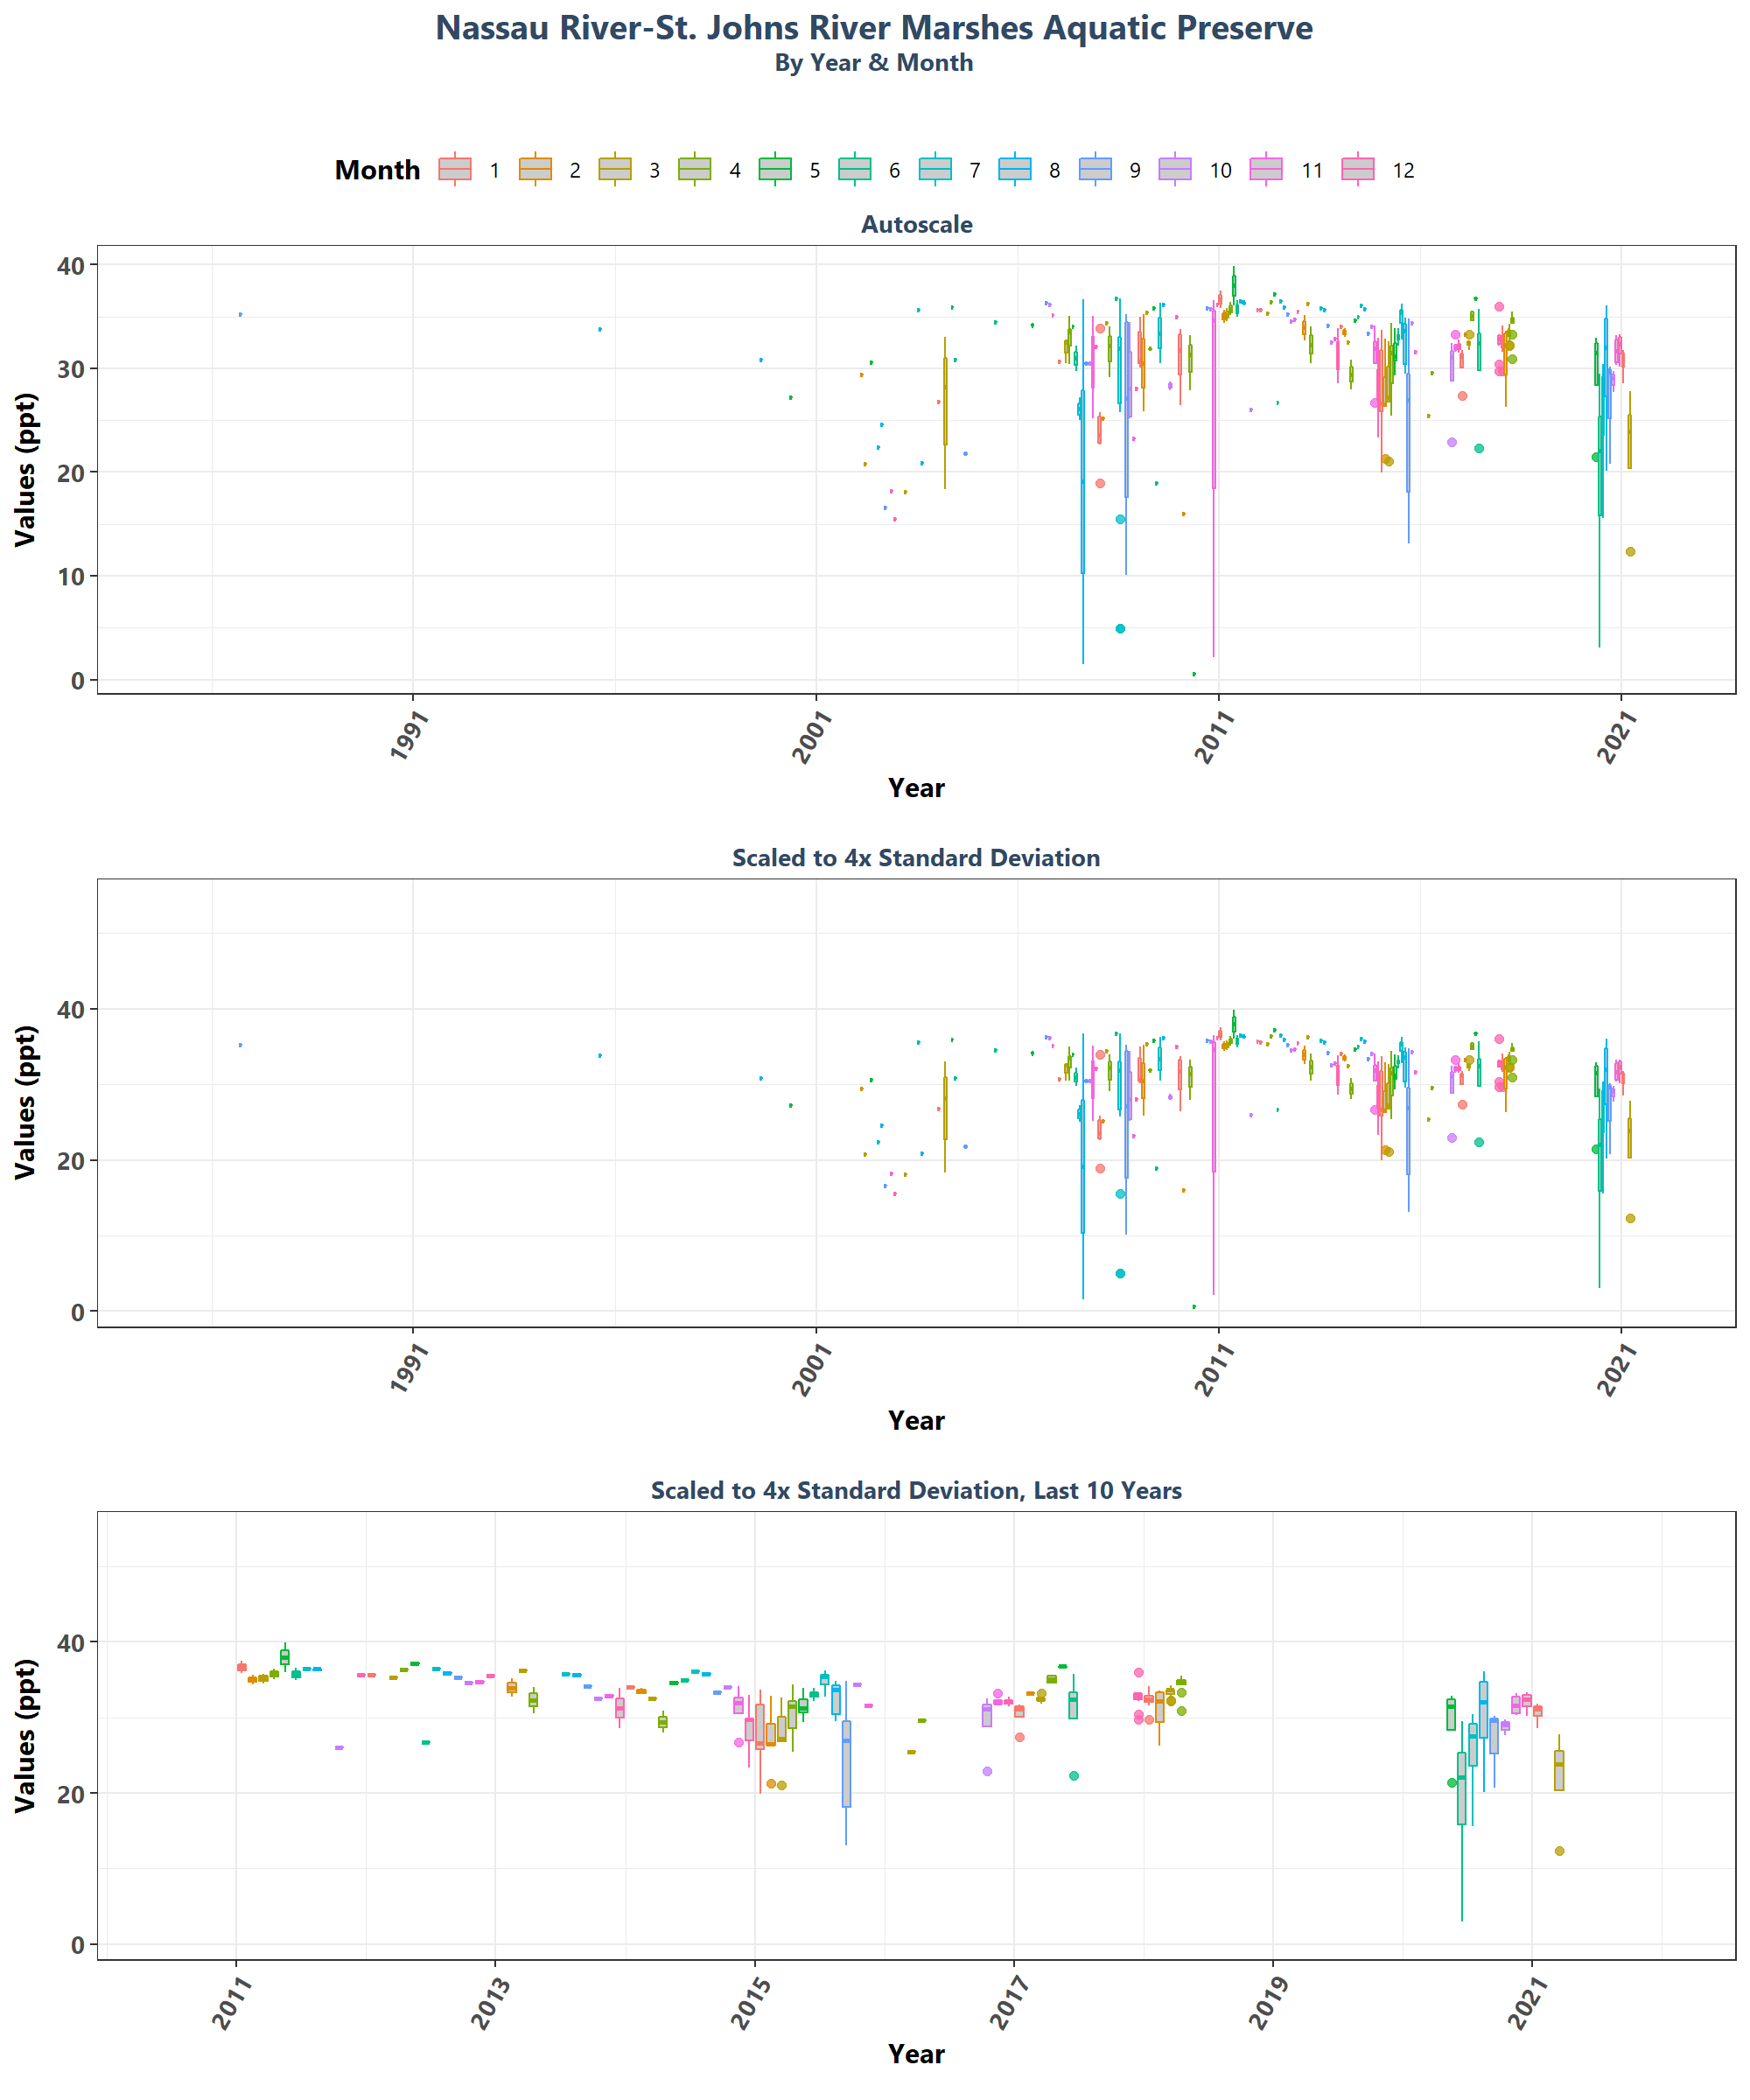 Nassau River-St. Johns River Marshes Aquatic Preserve
By Year & Month
Month 1 2 3 4 5 6 7 8 9 10 11 12
Autoscale
Values (ppt)
40
30
20
10
0
1991 2001 2011 2021
Year
Scaled to 4x Standard Deviation
Values (ppt)
40
20
0
1991 2001 2011 2021
Year
Scaled to 4x Standard Deviation, Last 10 Years
Values (ppt)
40
20
0
2011 2013 2015 2017 2019 2021
Year